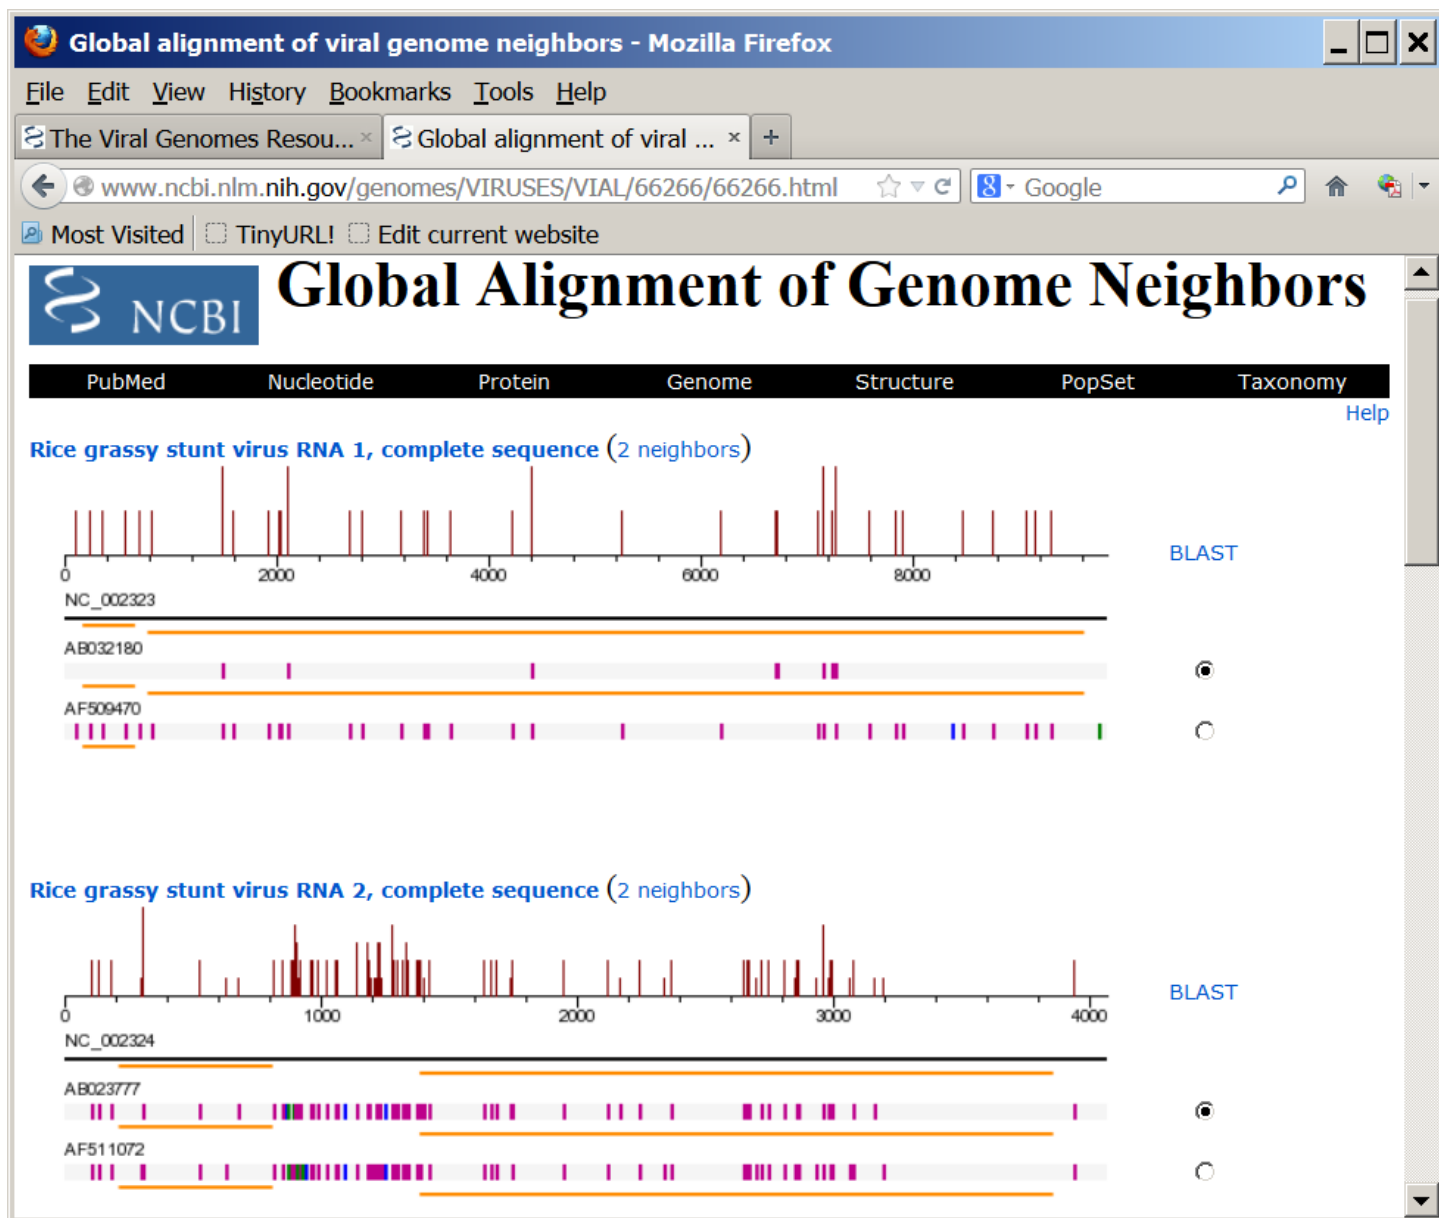 Global alignment of viral genome neighbors - Mozilla Firefox
File Edit View History Bookmarks Tools Help
The Viral Genomes Resou... × Global alignment of viral ... × +
www.ncbi.nlm.nih.gov/genomes/VIRUSES/VIAL/66266/66266.html 8 Google
Most Visited TinyURL! Edit current website
NCBI Global Alignment of Genome Neighbors
PubMed Nucleotide Protein Genome Structure PopSet Taxonomy
Help
Rice grassy stunt virus RNA 1, complete sequence (2 neighbors)
BLAST
0 2000 4000 6000 8000
NC_002323
AB032180
AF509470
Rice grassy stunt virus RNA 2, complete sequence (2 neighbors)
BLAST
0 1000 2000 3000 4000
NC_002324
AB023777
AF511072